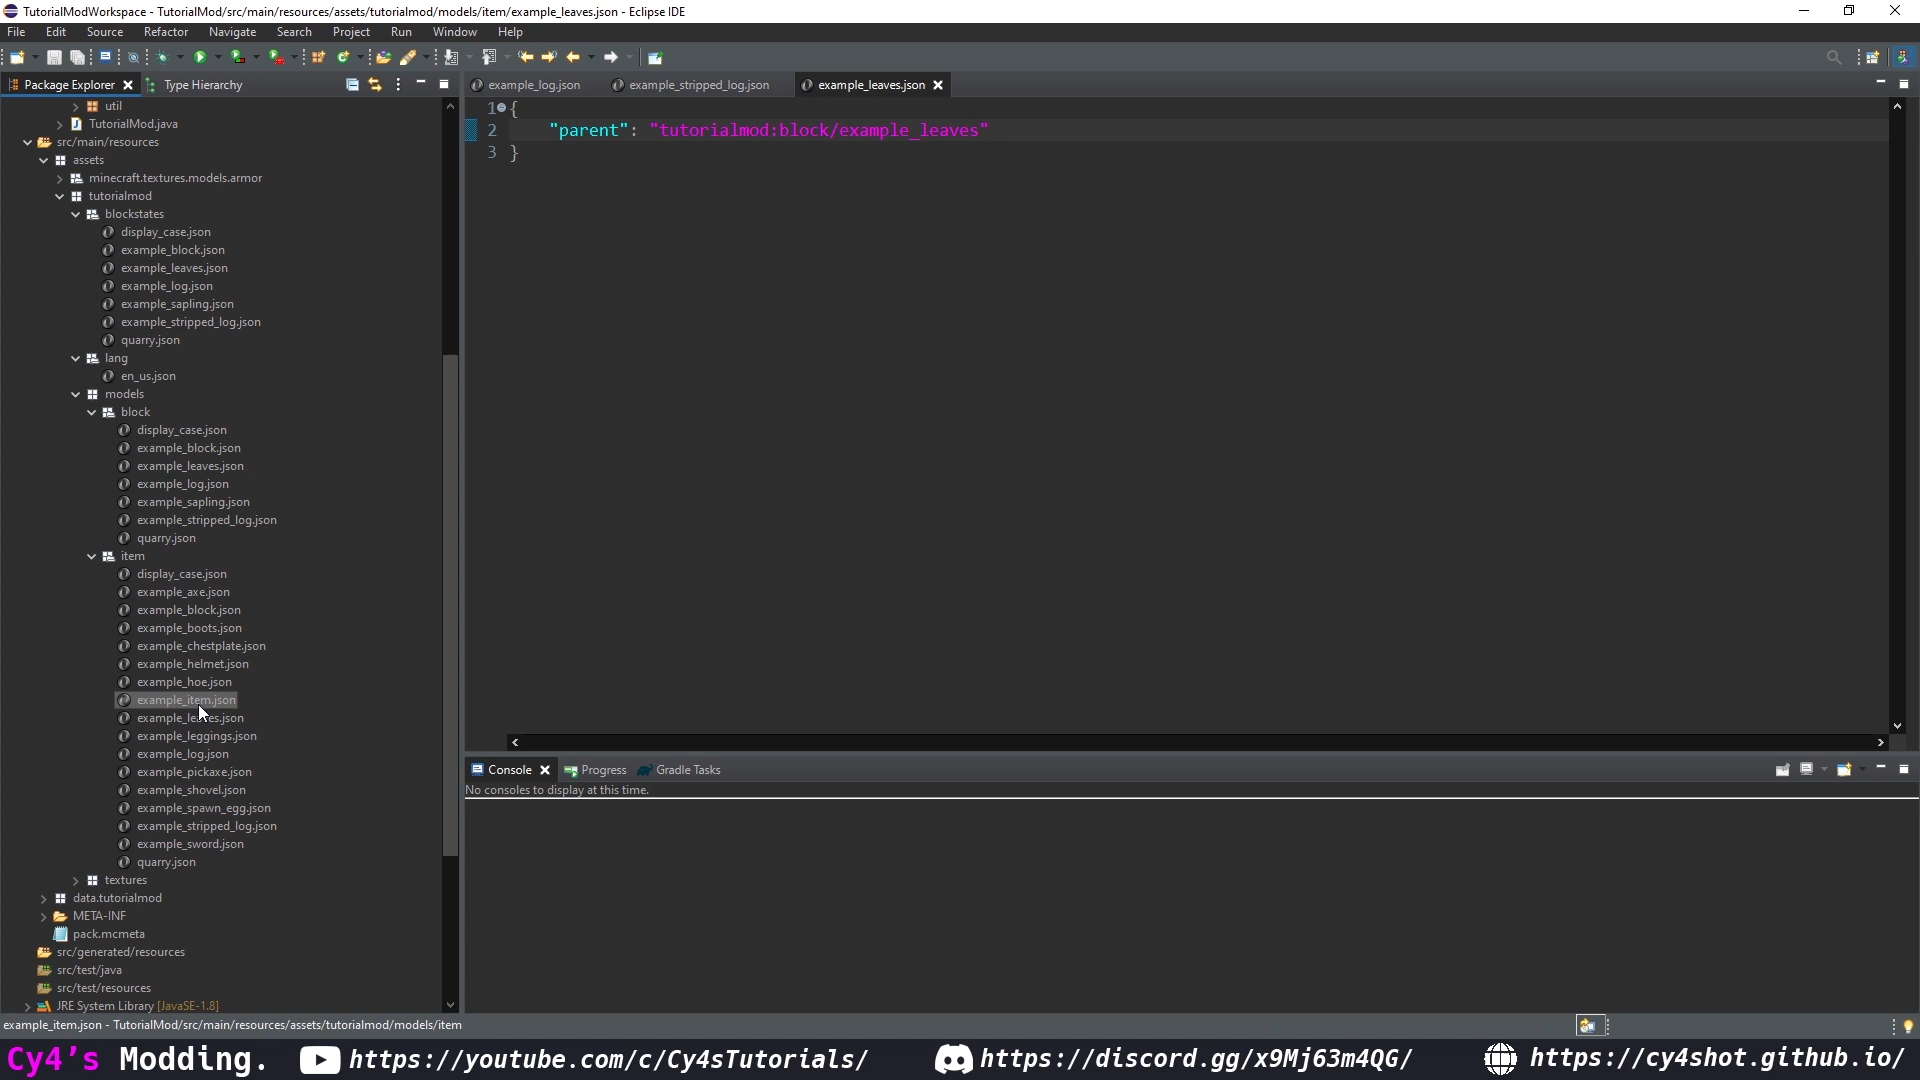 TutorialModWorkspace - TutorialMod/src/main/resources/assets/tutorialmod/models/item/example_leaves.json - Eclipse IDE
File Edit Source Refactor Navigate Search Project Run Window Help
Package Explorer Type Hierarchy
example_log.json example_stripped_log.json example_leaves.json
util
TutorialMod.java
src/main/resources
assets
minecraft.textures.models.armor
tutorialmod
blockstates
display_case.json
example_block.json
example_leaves.json
example_log.json
example_sapling.json
example_stripped_log.json
quarry.json
lang
en_us.json
models
block
display_case.json
example_block.json
example_leaves.json
example_log.json
example_sapling.json
example_stripped_log.json
quarry.json
item
display_case.json
example_axe.json
example_block.json
example_boots.json
example_chestplate.json
example_helmet.json
example_hoe.json
example_item.json
example_leaves.json
example_leggings.json
example_log.json
example_pickaxe.json
example_shovel.json
example_spawn_egg.json
example_stripped_log.json
example_sword.json
quarry.json
textures
data.tutorialmod
META-INF
pack.mcmeta
src/generated/resources
src/test/java
src/test/resources
JRE System Library [JavaSE-1.8]
1 {
2 "parent": "tutorialmod:block/example_leaves"
3 }
Console Progress Gradle Tasks
No consoles to display at this time.
example_item.json - TutorialMod/src/main/resources/assets/tutorialmod/models/item
Cy4's Modding. https://youtube.com/c/Cy4sTutorials/ https://discord.gg/x9Mj63m4QG/ https://cy4shot.github.io/